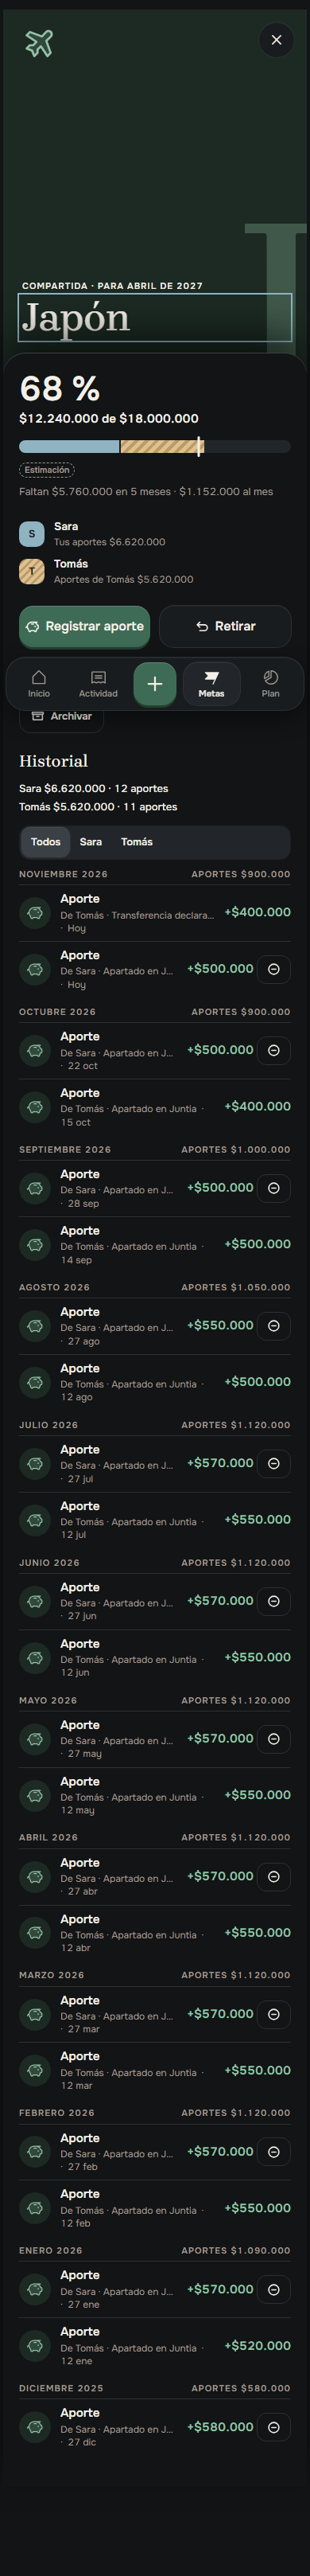 COMPARTIDA · PARA ABRIL DE 2027
Japón
J
68 %
$12.240.000 de $18.000.000
Estimación
Faltan $5.760.000 en 5 meses · $1.152.000 al mes
S
Sara
Tus aportes $6.620.000
T
Tomás
Aportes de Tomás $5.620.000
Registrar aporte
Retirar
Inicio
Actividad
Metas
Plan
Archivar
Historial
Sara $6.620.000 · 12 aportes
Tomás $5.620.000 · 11 aportes
Todos
Sara
Tomás
NOVIEMBRE 2026 APORTES $900.000
Aporte
De Tomás · Transferencia declara... +$400.000
· Hoy
Aporte
De Sara · Apartado en J... +$500.000
· Hoy
OCTUBRE 2026 APORTES $900.000
Aporte
De Sara · Apartado en J... +$500.000
· 22 oct
Aporte
De Tomás · Apartado en Juntia · +$400.000
15 oct
SEPTIEMBRE 2026 APORTES $1.000.000
Aporte
De Sara · Apartado en J... +$500.000
· 28 sep
Aporte
De Tomás · Apartado en Juntia · +$500.000
14 sep
AGOSTO 2026 APORTES $1.050.000
Aporte
De Sara · Apartado en J... +$550.000
· 27 ago
Aporte
De Tomás · Apartado en Juntia · +$500.000
12 ago
JULIO 2026 APORTES $1.120.000
Aporte
De Sara · Apartado en J... +$570.000
· 27 jul
Aporte
De Tomás · Apartado en Juntia · +$550.000
12 jul
JUNIO 2026 APORTES $1.120.000
Aporte
De Sara · Apartado en J... +$570.000
· 27 jun
Aporte
De Tomás · Apartado en Juntia · +$550.000
12 jun
MAYO 2026 APORTES $1.120.000
Aporte
De Sara · Apartado en J... +$570.000
· 27 may
Aporte
De Tomás · Apartado en Juntia · +$550.000
12 may
ABRIL 2026 APORTES $1.120.000
Aporte
De Sara · Apartado en J... +$570.000
· 27 abr
Aporte
De Tomás · Apartado en Juntia · +$550.000
12 abr
MARZO 2026 APORTES $1.120.000
Aporte
De Sara · Apartado en J... +$570.000
· 27 mar
Aporte
De Tomás · Apartado en Juntia · +$550.000
12 mar
FEBRERO 2026 APORTES $1.120.000
Aporte
De Sara · Apartado en J... +$570.000
· 27 feb
Aporte
De Tomás · Apartado en Juntia · +$550.000
12 feb
ENERO 2026 APORTES $1.090.000
Aporte
De Sara · Apartado en J... +$570.000
· 27 ene
Aporte
De Tomás · Apartado en Juntia · +$520.000
12 ene
DICIEMBRE 2025 APORTES $580.000
Aporte
De Sara · Apartado en J... +$580.000
· 27 dic